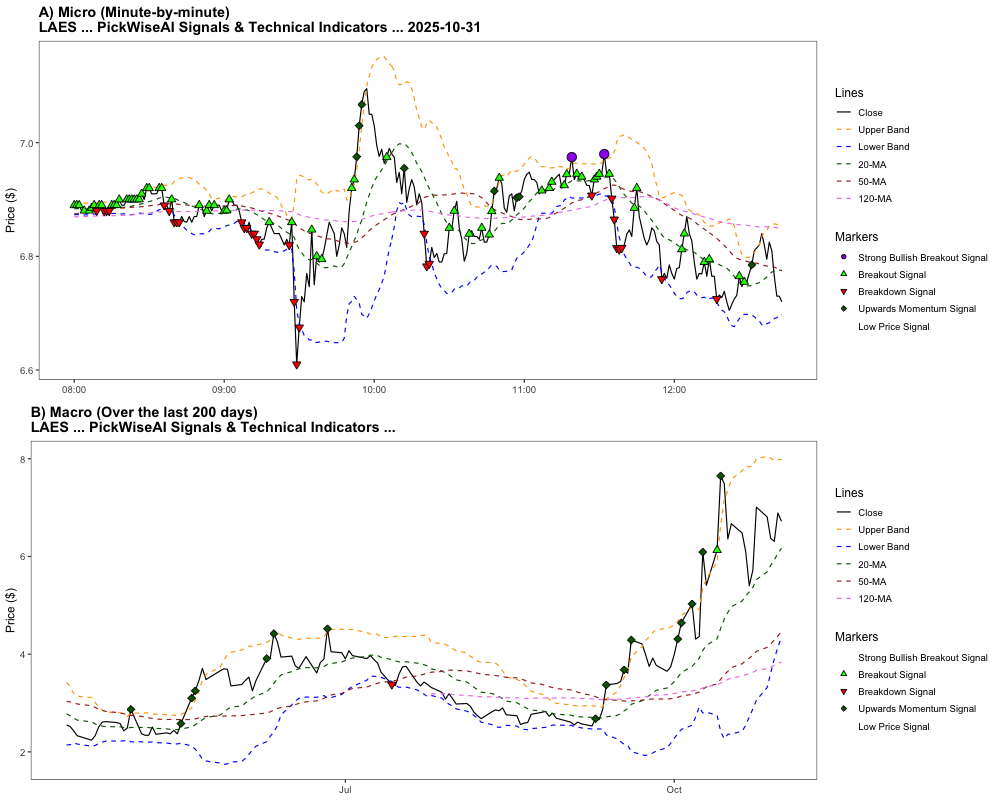 A) Micro (Minute-by-minute)
LAES ... PickWiseAI Signals & Technical Indicators ... 2025-10-31
Price ($)
7.0
6.8
6.6
08:00
09:00
10:00
11:00
12:00
Lines
Close
Upper Band
Lower Band
20-MA
50-MA
120-MA
Markers
Strong Bullish Breakout Signal
Breakout Signal
Breakdown Signal
Upwards Momentum Signal
Low Price Signal
B) Macro (Over the last 200 days)
LAES ... PickWiseAI Signals & Technical Indicators ...
Price ($)
8
6
4
2
Jul
Oct
Lines
Close
Upper Band
Lower Band
20-MA
50-MA
120-MA
Markers
Strong Bullish Breakout Signal
Breakout Signal
Breakdown Signal
Upwards Momentum Signal
Low Price Signal